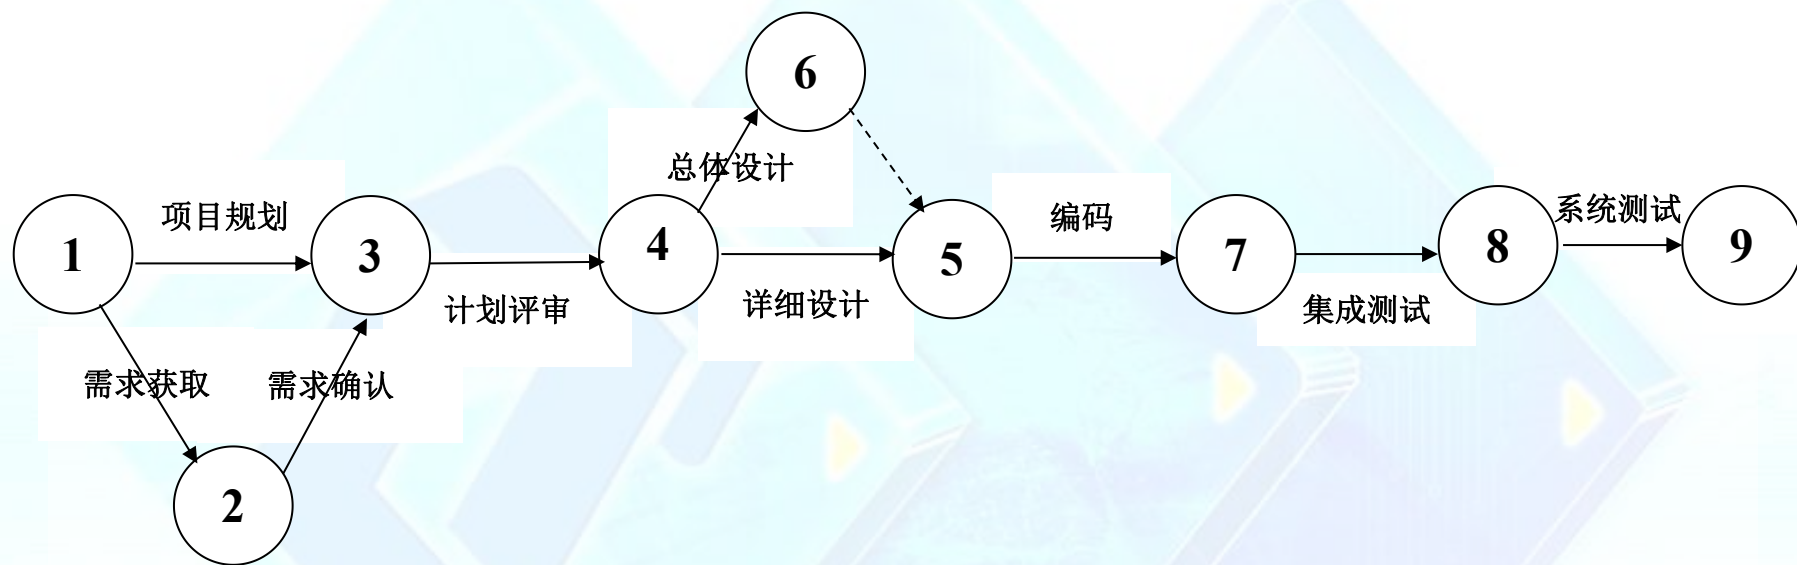 6
总体设计
项目规划
编码
系统测试
1
3
4
5
7
8
9
计划评审
详细设计
集成测试
需求获取
需求确认
2